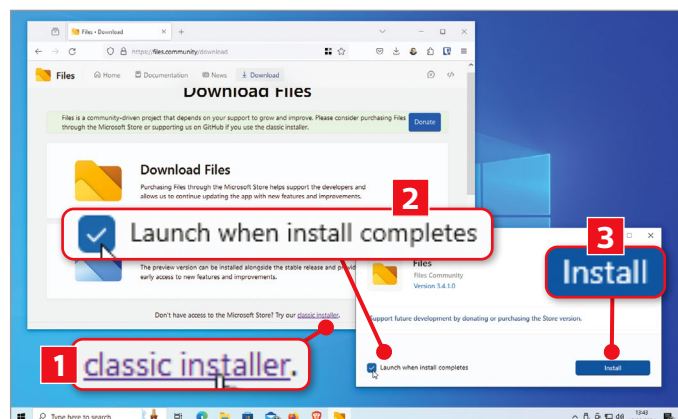 Files - Download
https://files.community/download
Files
Home
Documentation
News
Download
Download Files
Files is a community-driven project that depends on your support to grow and improve. Please consider purchasing Files
through the Microsoft Store or supporting us on GitHub if you use the classic installer.
Donate
Download Files
Purchasing Files through the Microsoft Store helps support the developers and
allows us to continue updating the app with new features and improvements.
2
Launch when install completes
The preview version can be installed alongside the stable release and
early access to new features and improvements.
Don't have access to the Microsoft Store? Try our classic installer.
1
classic installer.
Files
Files Community
Version 3.4.1.0
3
Install
Support future development by donating or purchasing the Store version.
Launch when install completes
Install
Type here to search
13:43